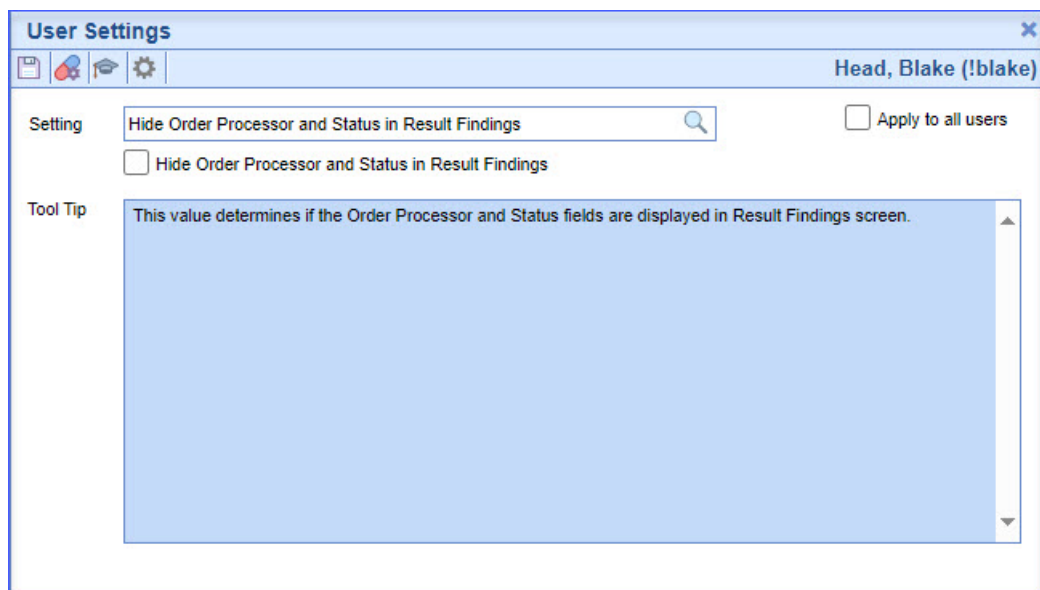 User Settings
Head, Blake (!blake)
Setting
Hide Order Processor and Status in Result Findings
Apply to all users
Hide Order Processor and Status in Result Findings
Tool Tip
This value determines if the Order Processor and Status fields are displayed in Result Findings screen.